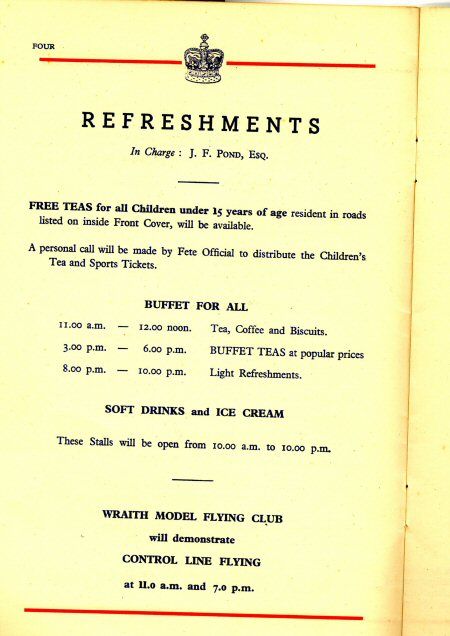 FOUR
REFRESHMENTS
In Charge : J. F. POND, ESQ.
FREE TEAS for all Children under 15 years of age resident in roads
listed on inside Front Cover, will be available.
A personal call will be made by Fete Official to distribute the Children's
Tea and Sports Tickets.
BUFFET FOR ALL
11.00 a.m. — 12.00 noon. Tea, Coffee and Biscuits.
3.00 p.m. — 6.00 p.m. BUFFET TEAS at popular prices
8.00 p.m. — 10.00 p.m. Light Refreshments.
SOFT DRINKS and ICE CREAM
These Stalls will be open from 10.00 a.m. to 10.00 p.m.
WRAITH MODEL FLYING CLUB
will demonstrate
CONTROL LINE FLYING
at 11.0 a.m. and 7.0 p.m.